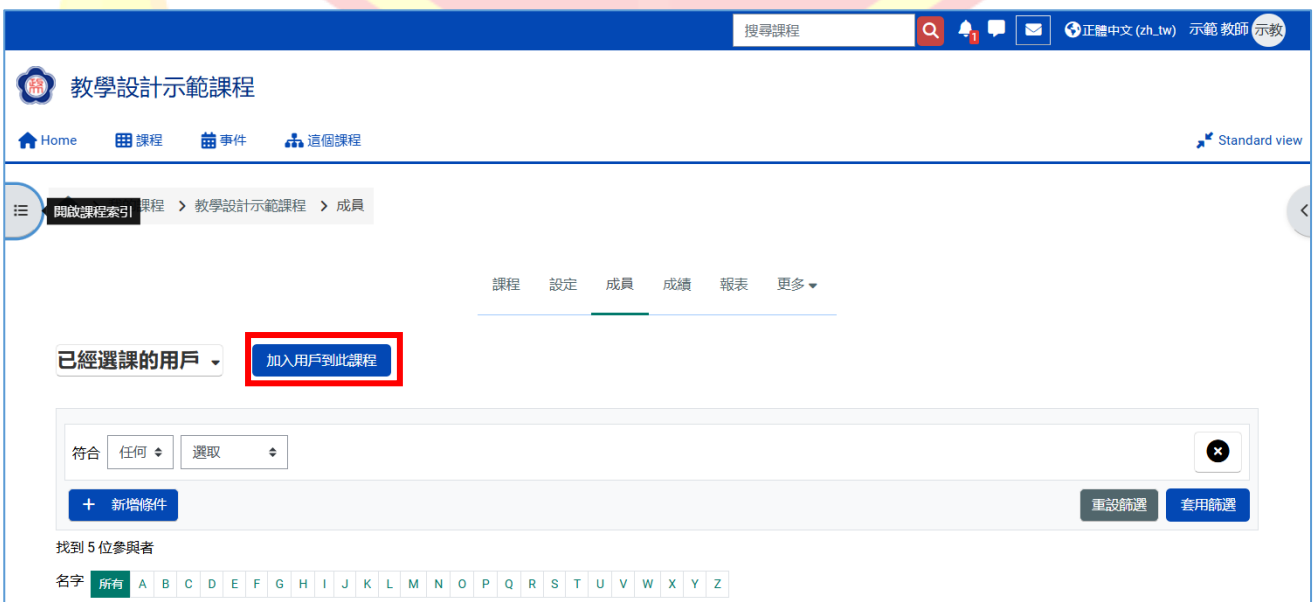 搜尋課程 1 正體中文 (zh_tw) 示範 教師 示教
教學設計示範課程
Home 課程 事件 這個課程 Standard view
開啟課程索引 課程 > 教學設計示範課程 > 成員
課程 設定 成員 成績 報表 更多
已經選課的用戶 加入用戶到此課程
符合 任何 選取
+ 新增條件 重設篩選 套用篩選
找到 5 位參與者
名字 所有 A B C D E F G H I J K L M N O P Q R S T U V W X Y Z